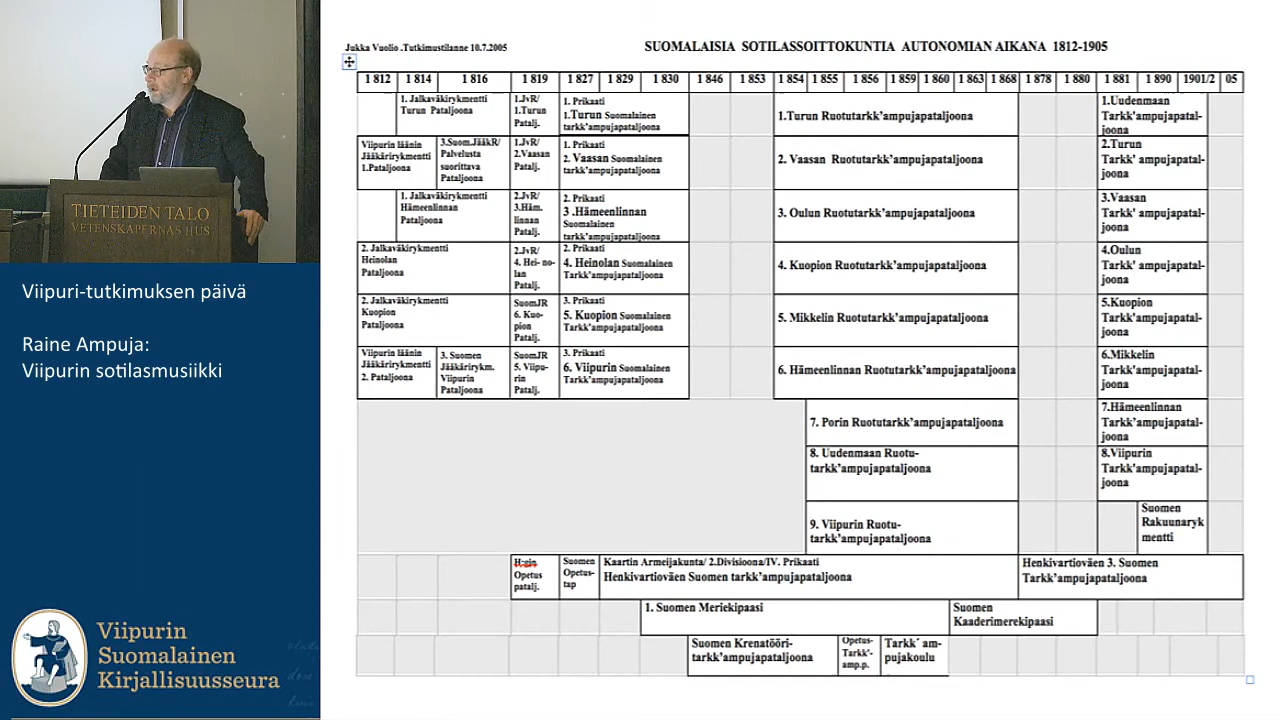 TIETEIDEN TALO
VETENSKAPERNAS HUS
Viipuri-tutkimuksen päivä
Raine Ampuja:
Viipurin sotilasmusiikki
Viipurin
Suomalainen
Kirjallisuusseura
Jukka Vuolio .Tutkimustilanne 10.7.2005
SUOMALAISIA SOTILASSOITTOKUNTIA AUTONOMIAN AIKANA 1812-1905
1 812 1 814 1 816 1 819 1 827 1 829 1 830 1 846 1 853 1 854 1 855 1 856 1 859 1 860 1 863 1 868 1 878 1 880 1 881 1 890 1901/2 05
1. Jalkaväkirykmentti
Turun Pataljoona
1.JvR/
1.Turun
Patalj.
1. Prikaati
1.Turun Suomalainen
tarkk'ampujapataljoona
1.Turun Ruotutarkk'ampujapataljoona
1.Uudenmaan
Tarkk'ampujapatal-
joona
Viipurin läänin
Jääkärirykmentti
1.Pataljoona
3.Suom.JääkR/
Palvelusta
suorittava
Pataljoona
1.JvR/
2.Vaasan
Patalj.
1. Prikaati
2. Vaasan Suomalainen
tarkk'ampujapataljoona
2. Vaasan Ruotutarkk'ampujapataljoona
2.Turun
Tarkk' ampujapatal-
joona
1. Jalkaväkirykmentti
Hämeenlinnan
Pataljoona
2.JvR/
3.Häm.
linnan
Patalj.
1. Prikaati
3 .Hämeenlinnan
Suomalainen
tarkk'ampujapataljoona
3. Oulun Ruotutarkk'ampujapataljoona
3.Vaasan
Tarkk' ampujapatal-
joona
2. Jalkaväkirykmentti
Heinolan
Pataljoona
2.JvR/
4. Hei- no-
lan
Patalj.
2. Prikaati
4. Heinolan Suomalainen
Tarkk'ampujapataljoona
4. Kuopion Ruotutarkk'ampujapataljoona
4.Oulun
Tarkk' ampujapatal-
joona
2. Jalkaväkirykmentti
Kuopion
Pataljoona
SuomJR
6. Kuo-
pion
Patalj.
3. Prikaati
5. Kuopion Suomalainen
Tarkk'ampujapataljoona
5. Mikkelin Ruotutarkk'ampujapataljoona
5.Kuopion
Tarkk'ampujapatal-
joona
Viipurin läänin
Jääkärirykmentti
2. Pataljoona
3. Suomen
Jääkärirykm.
Viipurin
Pataljoona
SuomJR
5. Viipu-
rin
Patalj.
3. Prikaati
6. Viipurin Suomalainen
Tarkk'ampujapataljoona
6. Hämeenlinnan Ruotutarkk'ampujapataljoona
6.Mikkelin
Tarkk'ampujapatal-
joona
7. Porin Ruotutarkk'ampujapataljoona
7.Hämeenlinnan
Tarkk'ampujapatal-
joona
8. Uudenmaan Ruotu-
tarkk'ampujapataljoona
8.Viipurin
Tarkk'ampujapatal-
joona
9. Viipurin Ruotu-
tarkk'ampujapataljoona
Suomen
Rakuunaryk
mentti
Opetus
patalj.
Suomen
Opetus-
tap
Kaartin Armeijakunta/ 2.Divisioona/IV. Prikaati
Henkivartioväen Suomen tarkk'ampujapataljoona
Henkivartioväen 3. Suomen
Tarkk'ampujapataljoona
1. Suomen Meriekipaasi
Suomen
Kaaderimerekipaasi
Suomen Krenatööri-
tarkk'ampujapataljoona
Opetus-
Tarkk'-
amp.p.
Tarkk´ am-
pujakoulu